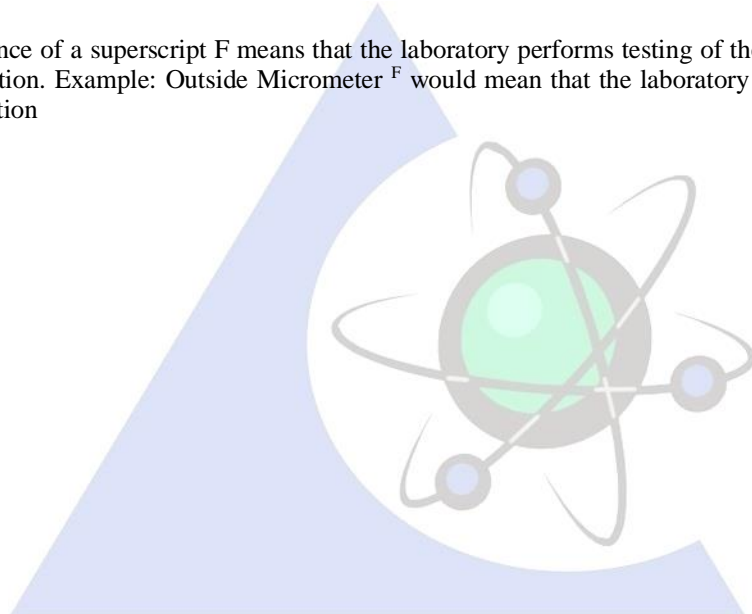 nce of a superscript F means that the laboratory performs testing of the
tion. Example: Outside Micrometer F would mean that the laboratory
tion